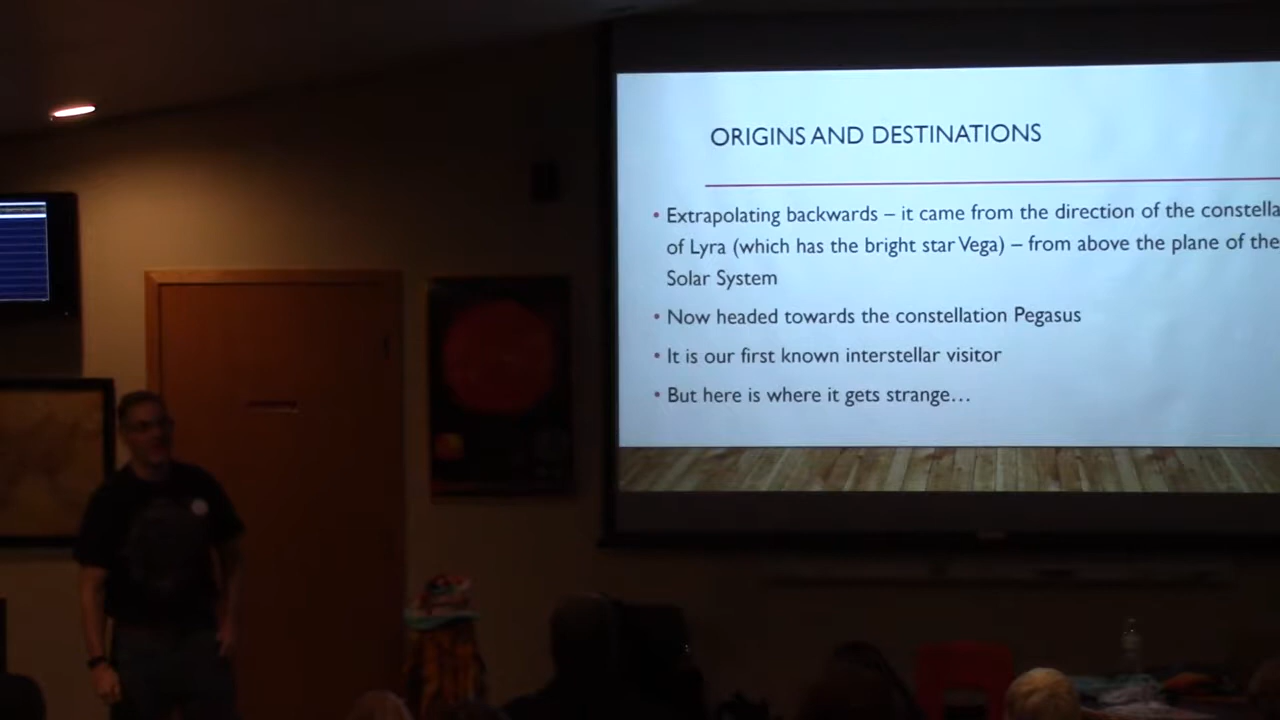 ORIGINS AND DESTINATIONS
• Extrapolating backwards – it came from the direction of the constella
of Lyra (which has the bright star Vega) – from above the plane of the
Solar System
• Now headed towards the constellation Pegasus
• It is our first known interstellar visitor
• But here is where it gets strange…